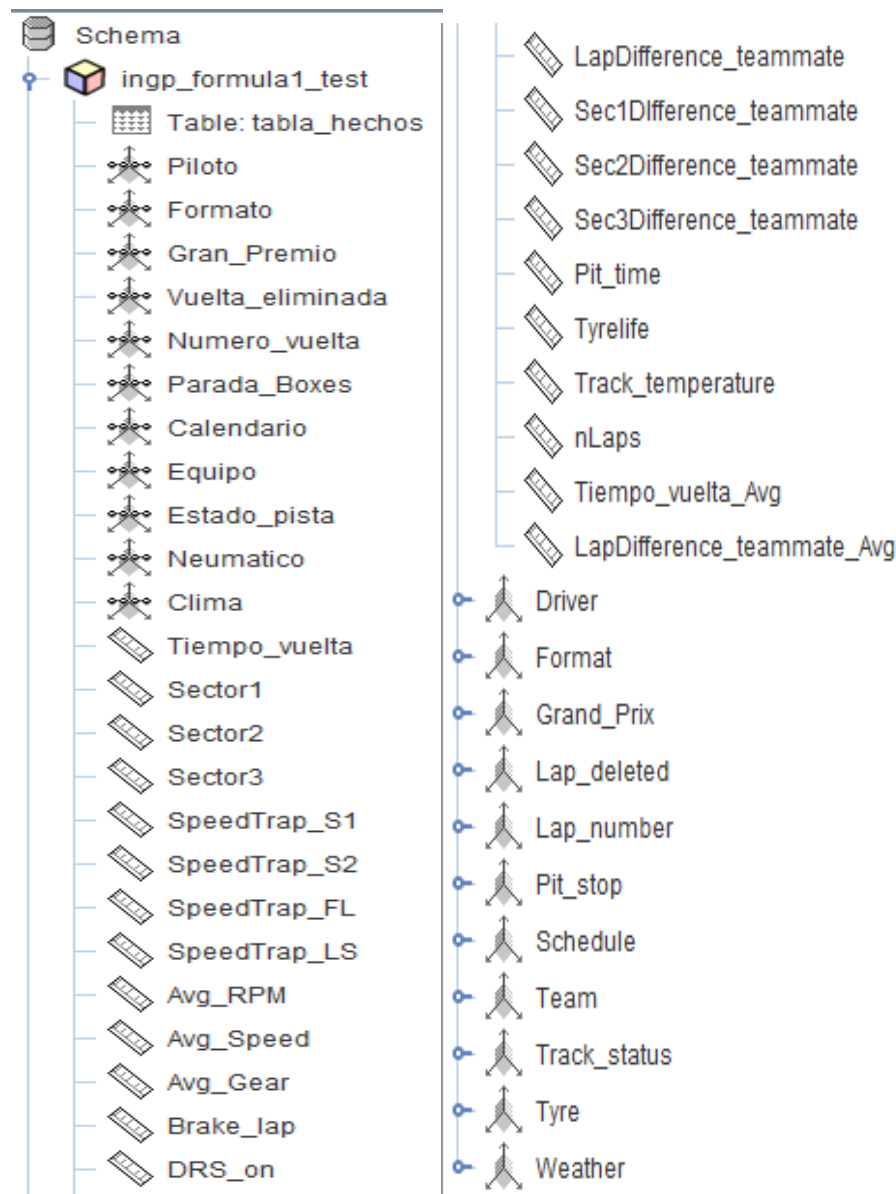 Schema
ingp_formula1_test
Table: tabla_hechos
Piloto
Formato
Gran_Premio
Vuelta_eliminada
Numero_vuelta
Parada_Boxes
Calendario
Equipo
Estado_pista
Neumatico
Clima
Tiempo_vuelta
Sector1
Sector2
Sector3
SpeedTrap_S1
SpeedTrap_S2
SpeedTrap_FL
SpeedTrap_LS
Avg_RPM
Avg_Speed
Avg_Gear
Brake_lap
DRS_on
LapDifference_teammate
Sec1DIfference_teammate
Sec2Difference_teammate
Sec3Difference_teammate
Pit_time
Tyrelife
Track_temperature
nLaps
Tiempo_vuelta_Avg
LapDifference_teammate_Avg
Driver
Format
Grand_Prix
Lap_deleted
Lap_number
Pit_stop
Schedule
Team
Track_status
Tyre
Weather